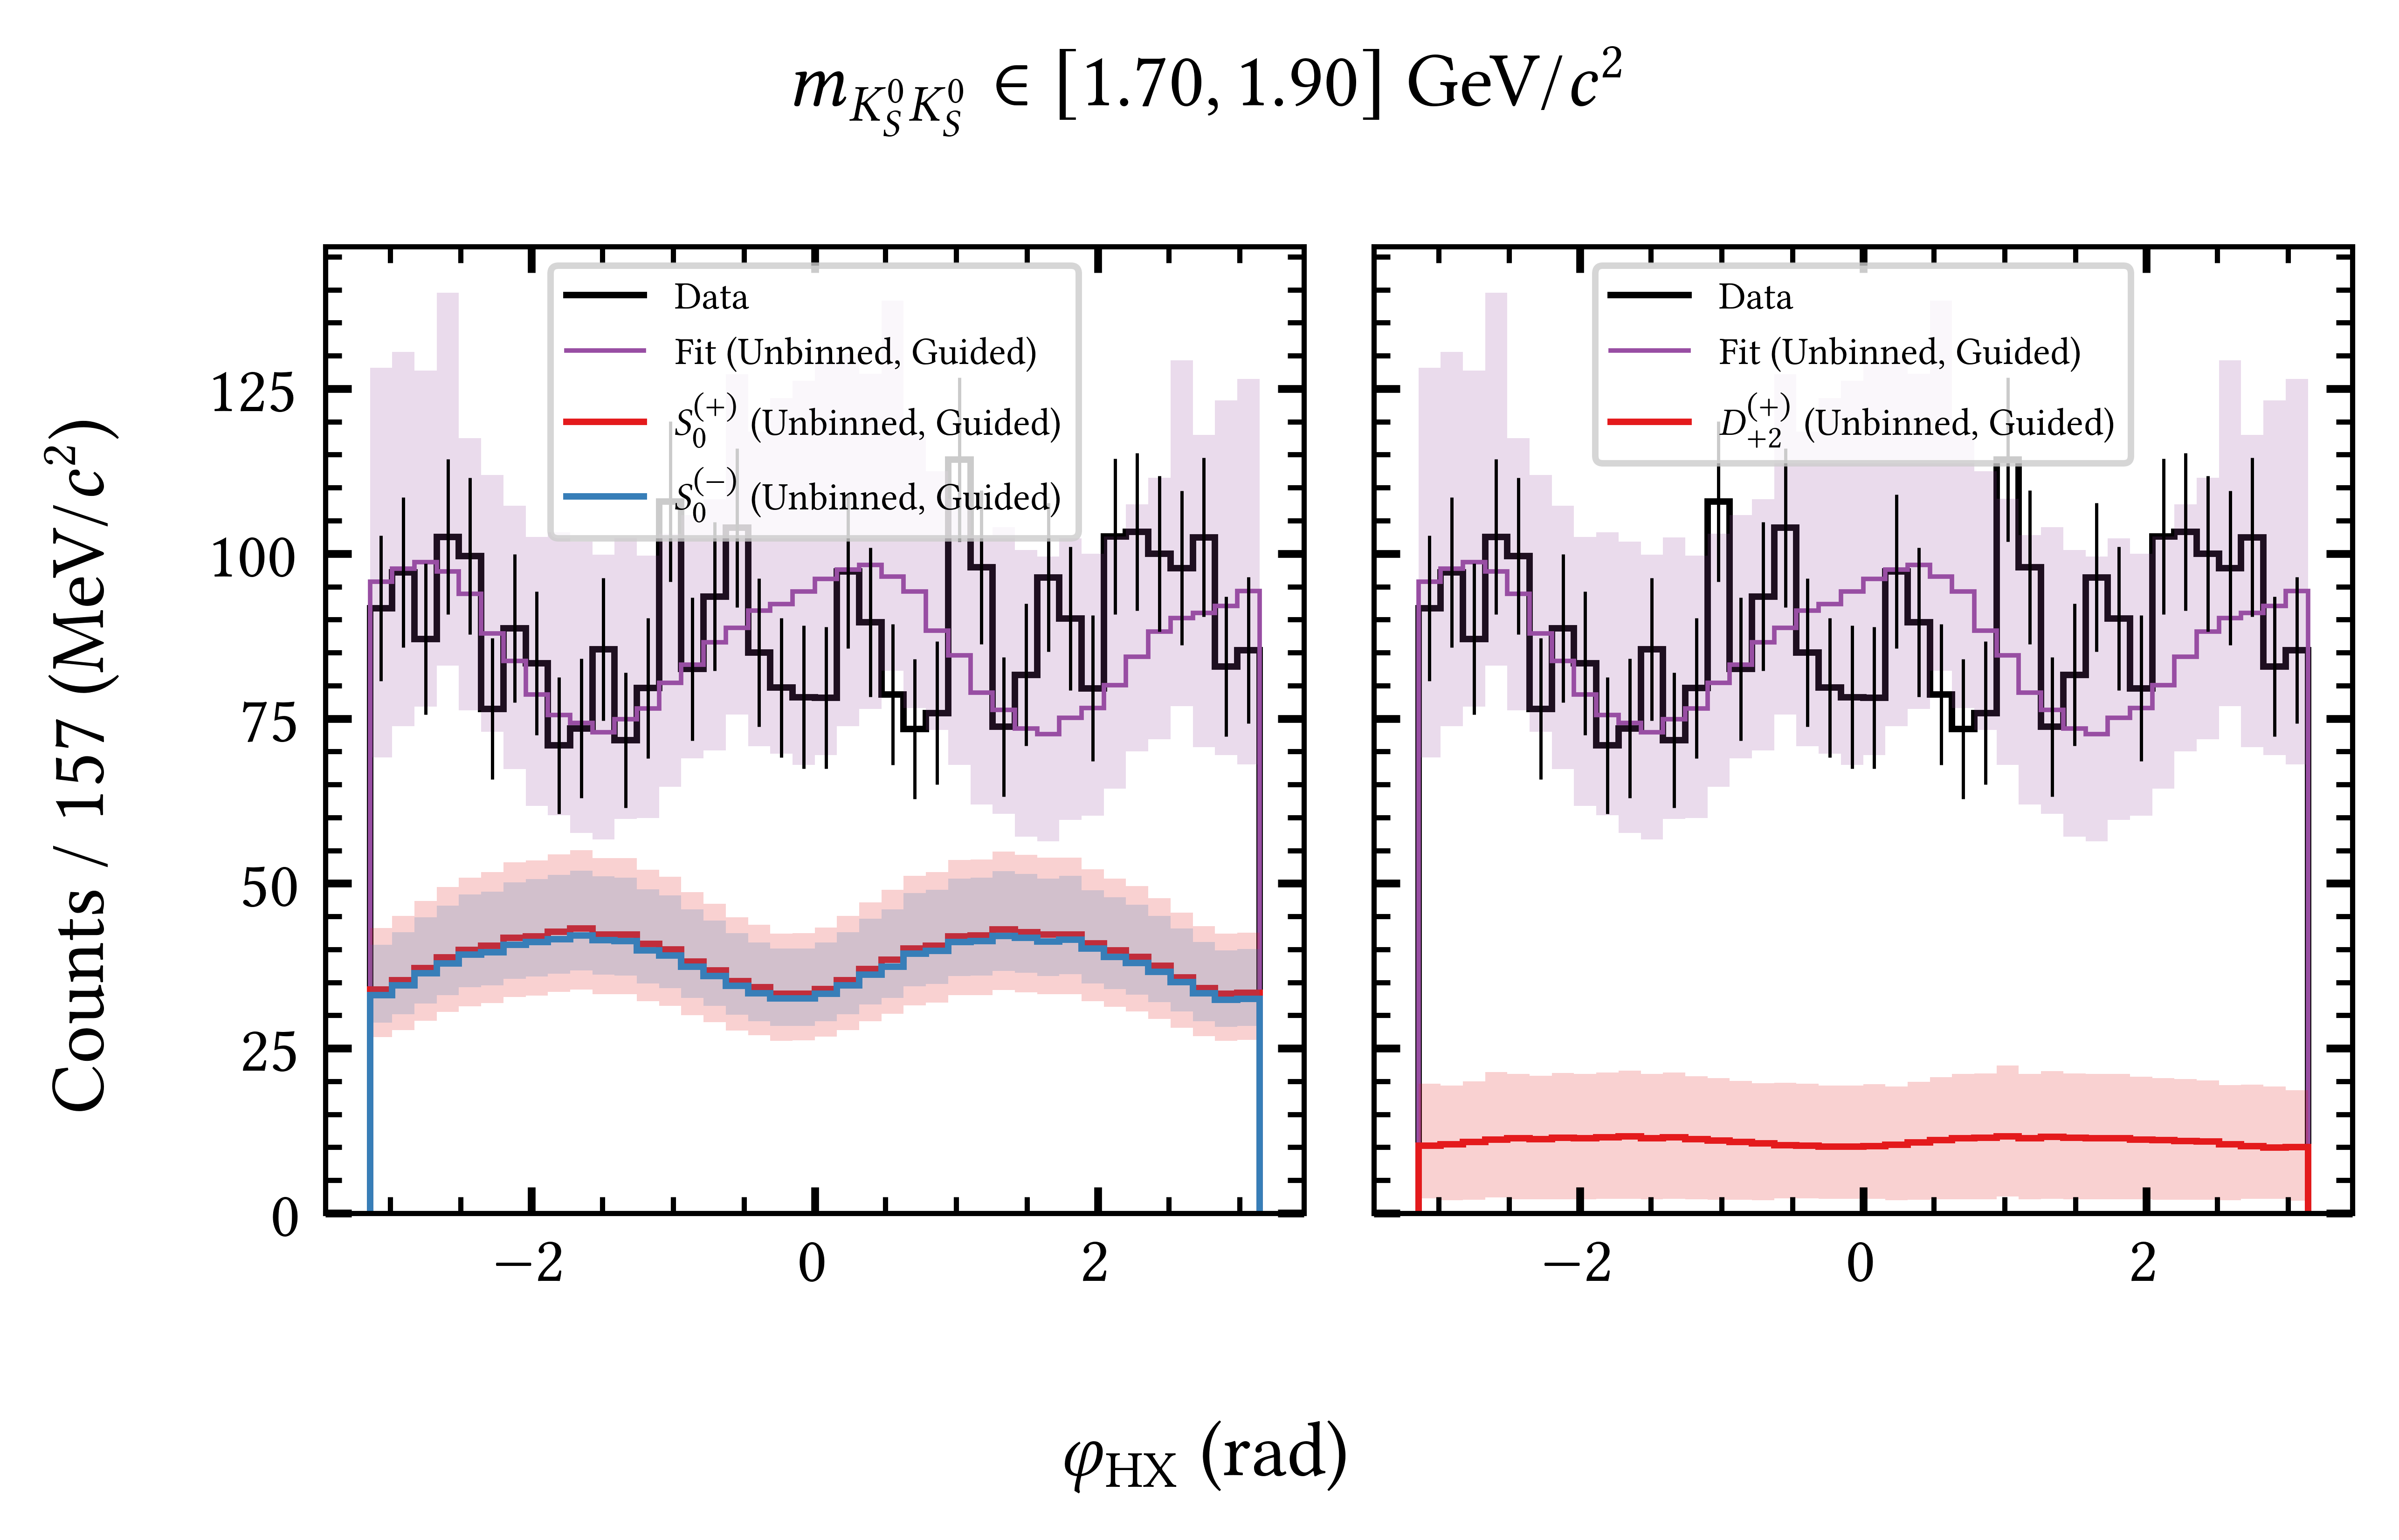 m_{K_S^0 K_S^0} ∈ [1.70, 1.90] GeV/c²
Counts / 157 (MeV/c²)
125
100
75
50
25
0
Data
Fit (Unbinned, Guided)
S_0^{(+)} (Unbinned, Guided)
S_0^{(−)} (Unbinned, Guided)
−2
0
2
Data
Fit (Unbinned, Guided)
D_{+2}^{(+)} (Unbinned, Guided)
−2
0
2
φ_{HX} (rad)